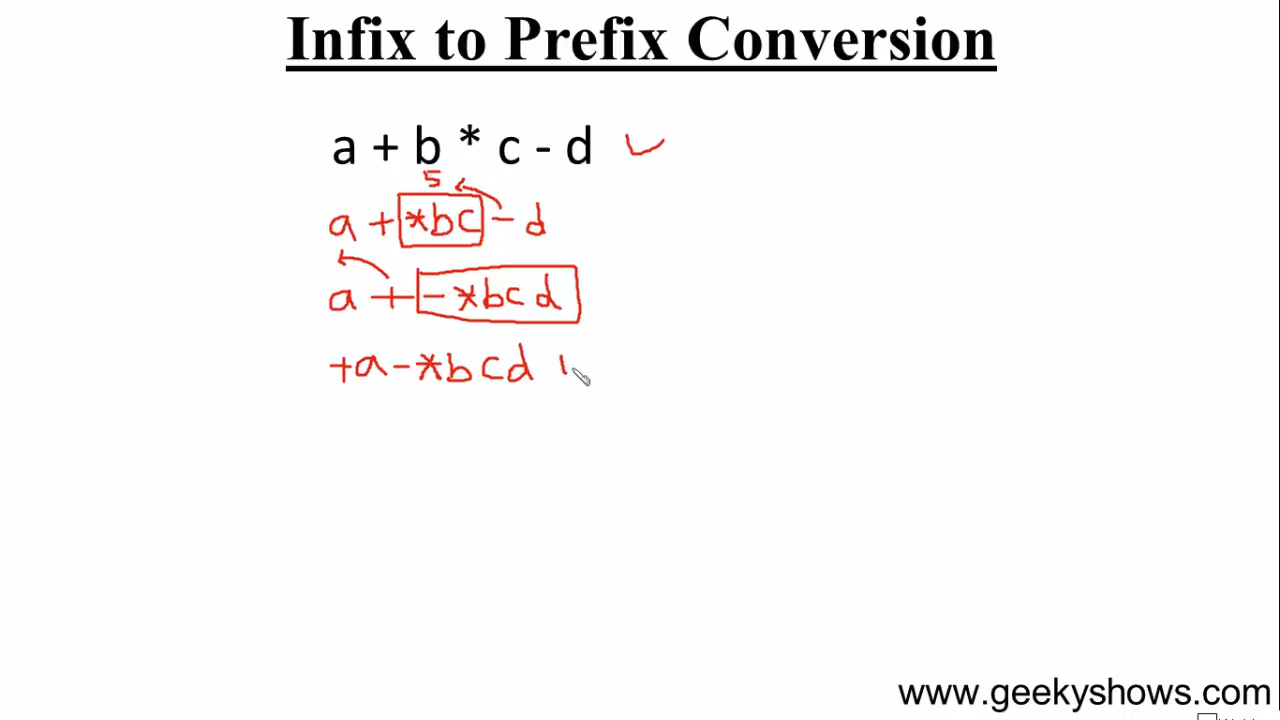 Infix to Prefix Conversion
a + b * c - d
5
a + *bc - d
a + - *bcd
+a - *bcd
www.geekyshows.com